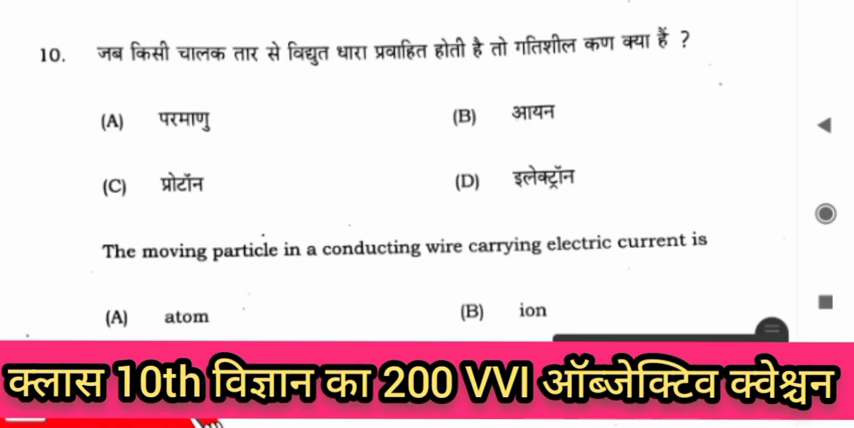 10. जब किसी चालक तार से विद्युत धारा प्रवाहित होती है तो गतिशील कण क्या हैं ?
(A) परमाणु (B) आयन
(C) प्रोटॉन (D) इलेक्ट्रॉन
The moving particle in a conducting wire carrying electric current is
(A) atom (B) ion
क्लास 10th विज्ञान का 200 VVI ऑब्जेक्टिव क्वेश्चन